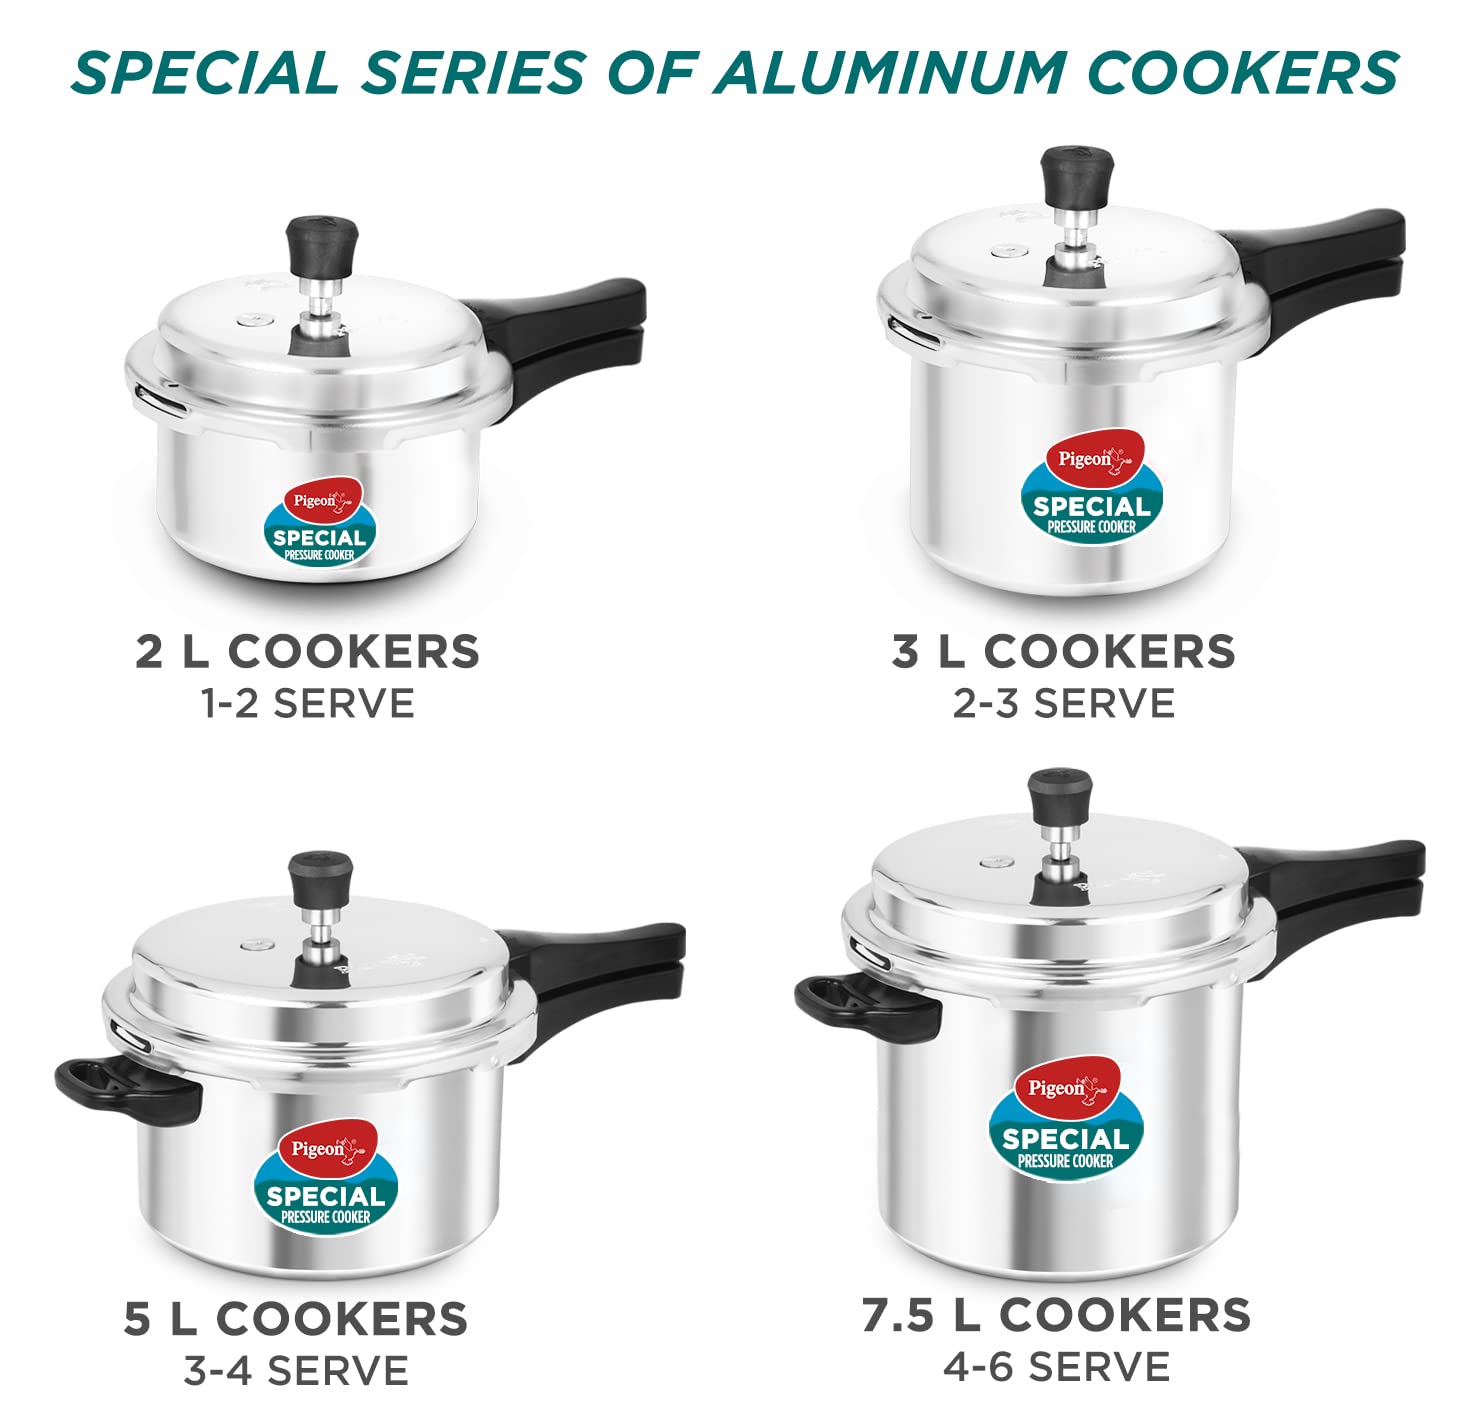 SPECIAL SERIES OF ALUMINUM COOKERS
Pigeon
SPECIAL
PRESSURE COOKER
2 L COOKERS
1-2 SERVE
Pigeon
SPECIAL
PRESSURE COOKER
3 L COOKERS
2-3 SERVE
Pigeon
SPECIAL
PRESSURE COOKER
5 L COOKERS
3-4 SERVE
Pigeon
SPECIAL
PRESSURE COOKER
7.5 L COOKERS
4-6 SERVE